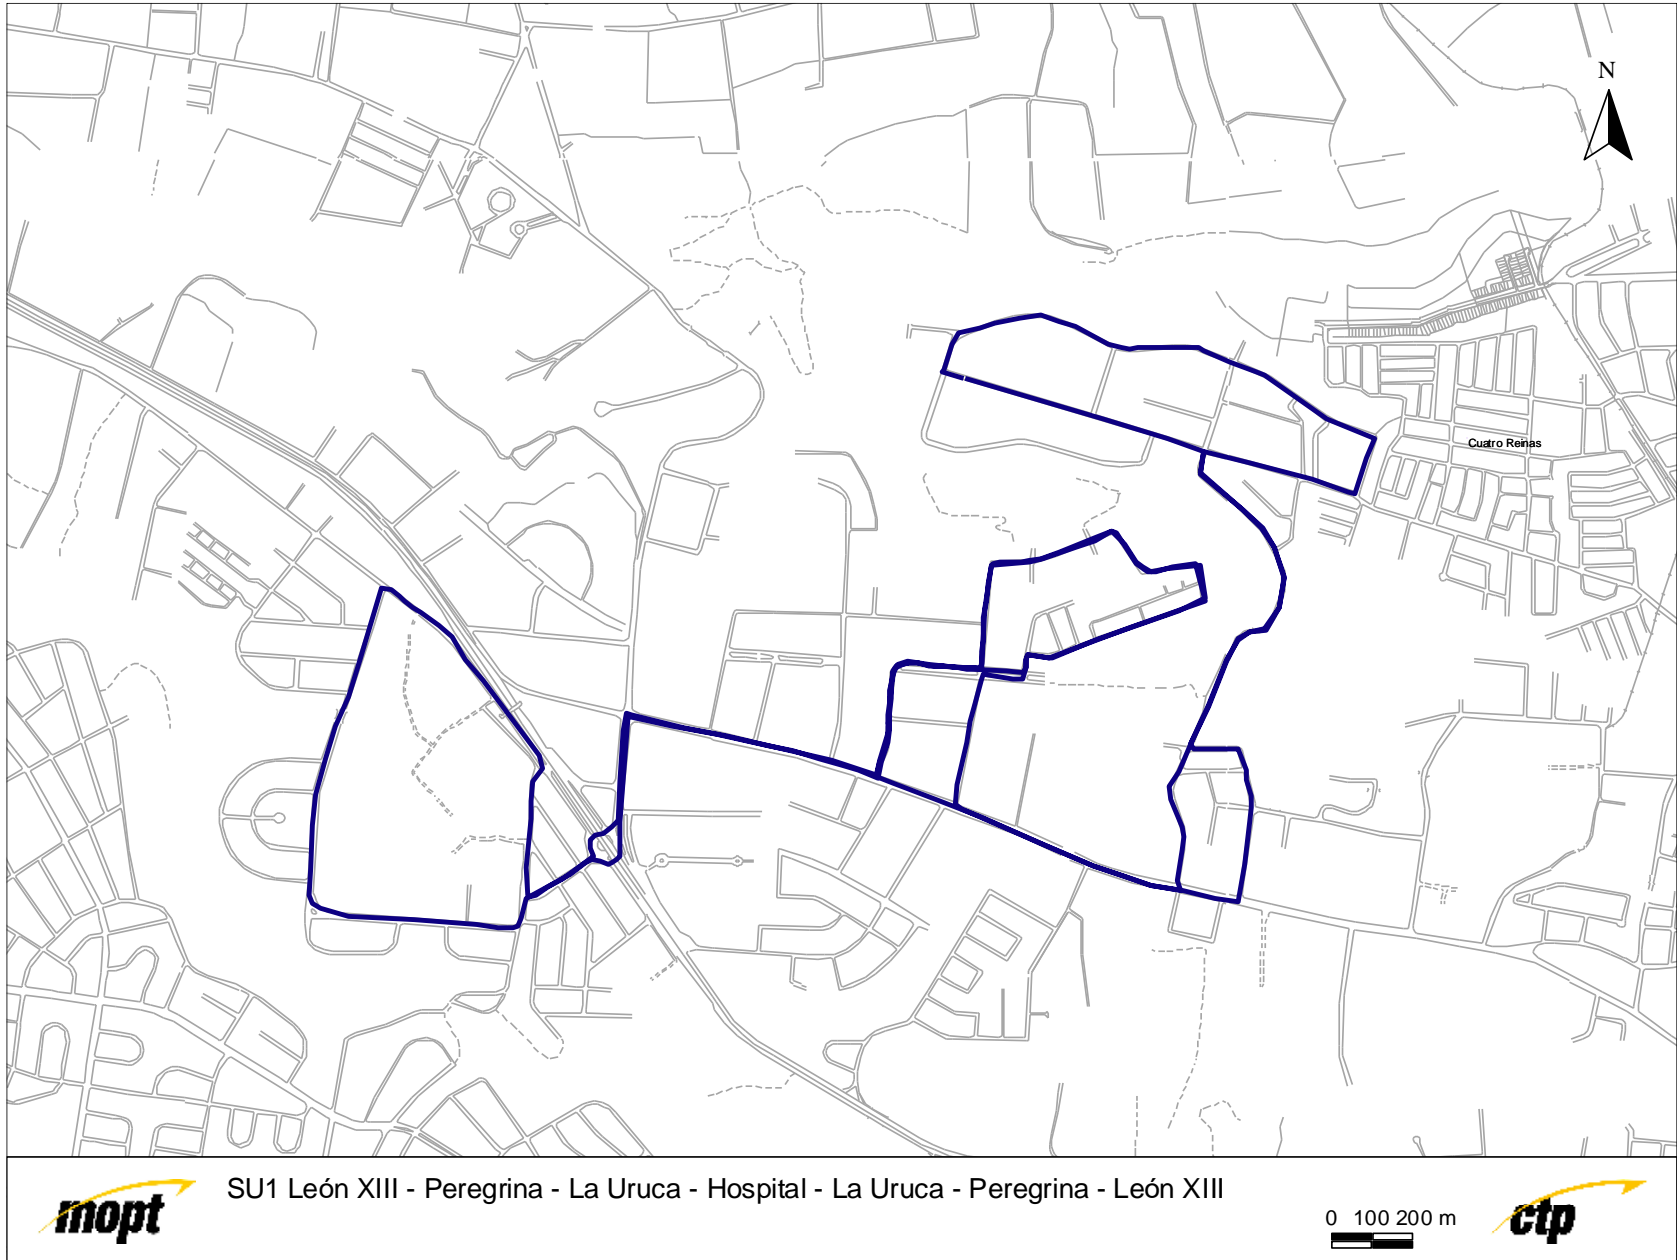 N
Cuatro Reinas
mopt
SU1 León XIII - Peregrina - La Uruca - Hospital - La Uruca - Peregrina - León XIII
0 100 200 m
ctp